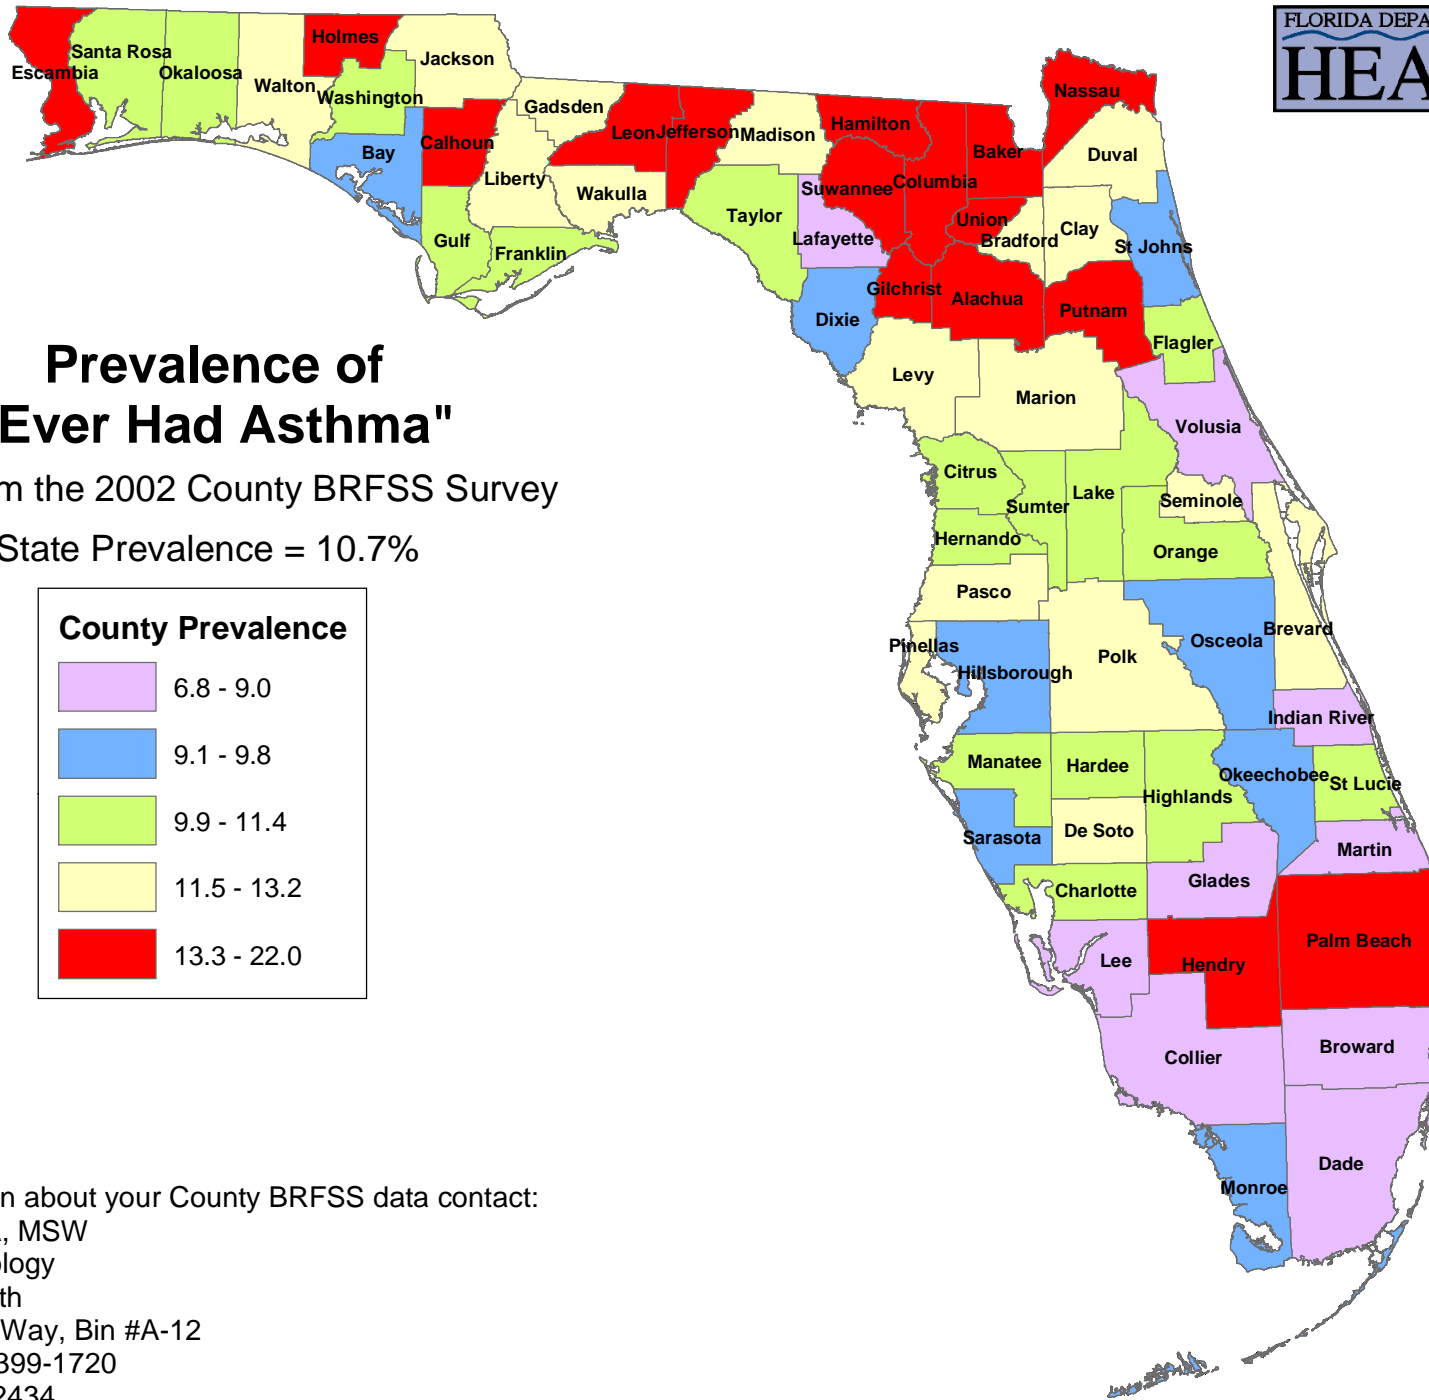 FLORIDA
HEA
Santa Rosa
Escambia
Okaloosa
Walton
Holmes
Washington
Jackson
Bay
Calhoun
Gulf
Liberty
Franklin
Gadsden
Leon
Wakulla
Jefferson
Madison
Taylor
Hamilton
Suwannee
Lafayette
Dixie
Columbia
Gilchrist
Baker
Union
Bradford
Alachua
Nassau
Duval
Clay
St Johns
Putnam
Flagler
Levy
Marion
Volusia
Citrus
Sumter
Lake
Seminole
Hernando
Orange
Pasco
Pinellas
Hillsborough
Polk
Osceola
Brevard
Indian River
Manatee
Hardee
Highlands
Okeechobee
St Lucie
Sarasota
De Soto
Martin
Charlotte
Glades
Lee
Hendry
Palm Beach
Collier
Broward
Monroe
Dade
Prevalence of
Ever Had Asthma"
the 2002 County BRFSS Survey
State Prevalence = 10.7%
County Prevalence
6.8 - 9.0
9.1 - 9.8
9.9 - 11.4
11.5 - 13.2
13.3 - 22.0
about your County BRFSS data contact:
MSW
Way, Bin #A-12
399-1720
2434